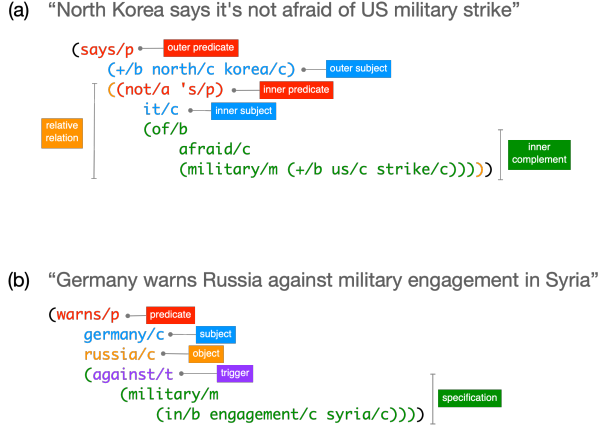 (a) “North Korea says it's not afraid of US military strike”
(says/p outer predicate
(+/b north/c korea/c) outer subject
((not/a 's/p) inner predicate
it/c inner subject
relative relation
(of/b
afraid/c
(military/m (+/b us/c strike/c)))))
inner complement
(b) “Germany warns Russia against military engagement in Syria”
(warns/p predicate
germany/c subject
russia/c object
(against/t trigger
(military/m
(in/b engagement/c syria/c))))
specification